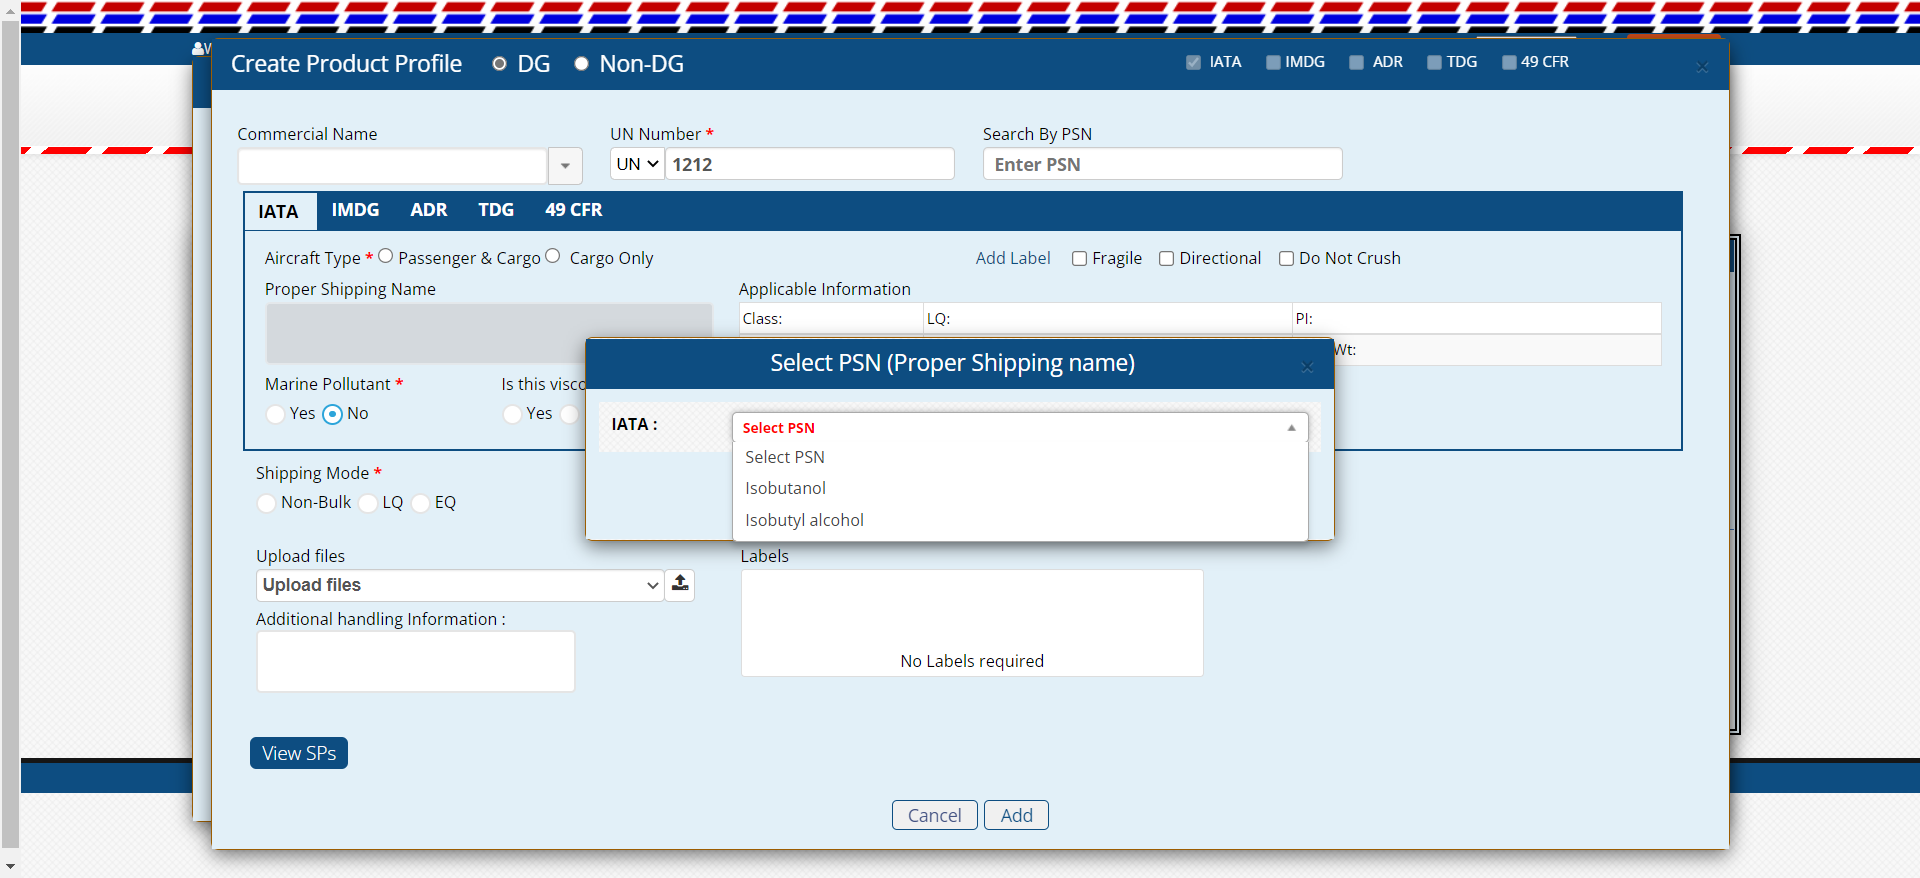 W
Create Product Profile DG Non-DG IATA IMDG ADR TDG 49 CFR
Commercial Name UN Number * Search By PSN
UN 1212 Enter PSN
IATA IMDG ADR TDG 49 CFR
Aircraft Type * Passenger & Cargo Cargo Only Add Label Fragile Directional Do Not Crush
Proper Shipping Name Applicable Information
Class: LQ: PI:
Wt:
Select PSN (Proper Shipping name)
Marine Pollutant * Is this visco
Yes No Yes
IATA : Select PSN
Select PSN
Isobutanol
Isobutyl alcohol
Shipping Mode *
Non-Bulk LQ EQ
Upload files Labels
Upload files
Additional handling Information :
No Labels required
View SPs
Cancel Add